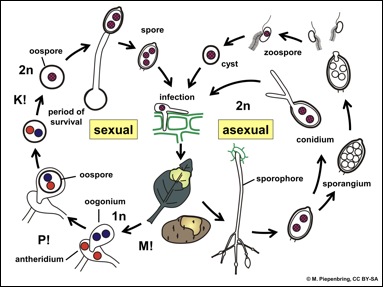 spore
oospore
2n
K!
period of
survival
sexual
infection
cyst
zoospore
2n
asexual
conidium
sporangium
sporophore
oospore
oogonium
1n
P!
M!
antheridium
© M. Piepenbring, CC BY-SA